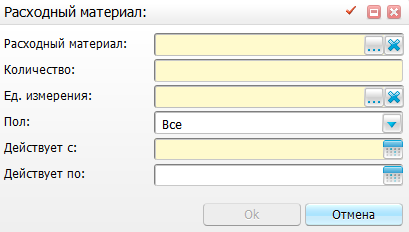 Расходный материал:
Расходный материал:
Количество:
Ед. измерения:
Пол: Все
Действует с:
Действует по:
Ok Отмена